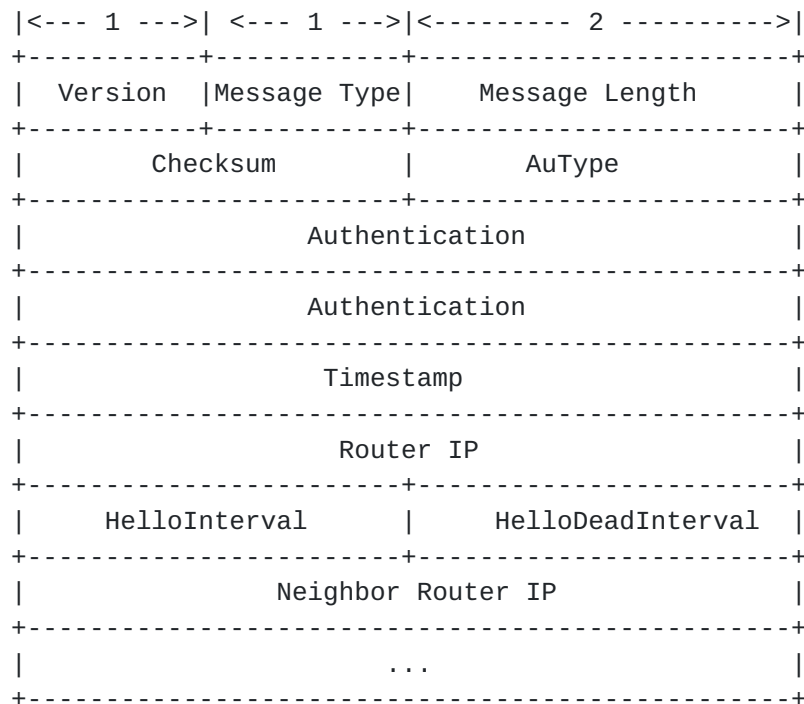 |<--- 1 --->| <--- 1 --->|<--------- 2 ---------->|
+-----------+------------+------------------------+
|  Version  |Message Type|    Message Length      |
+-----------+------------+------------------------+
|        Checksum        |       AuType           |
+------------------------+------------------------+
|                  Authentication                 |
+-------------------------------------------------+
|                  Authentication                 |
+-------------------------------------------------+
|                   Timestamp                     |
+-------------------------------------------------+
|                    Router IP                    |
+------------------------+------------------------+
|     HelloInterval      |     HelloDeadInterval  |
+------------------------+------------------------+
|                Neighbor Router IP               |
+-------------------------------------------------+
|                       ...                       |
+-------------------------------------------------+